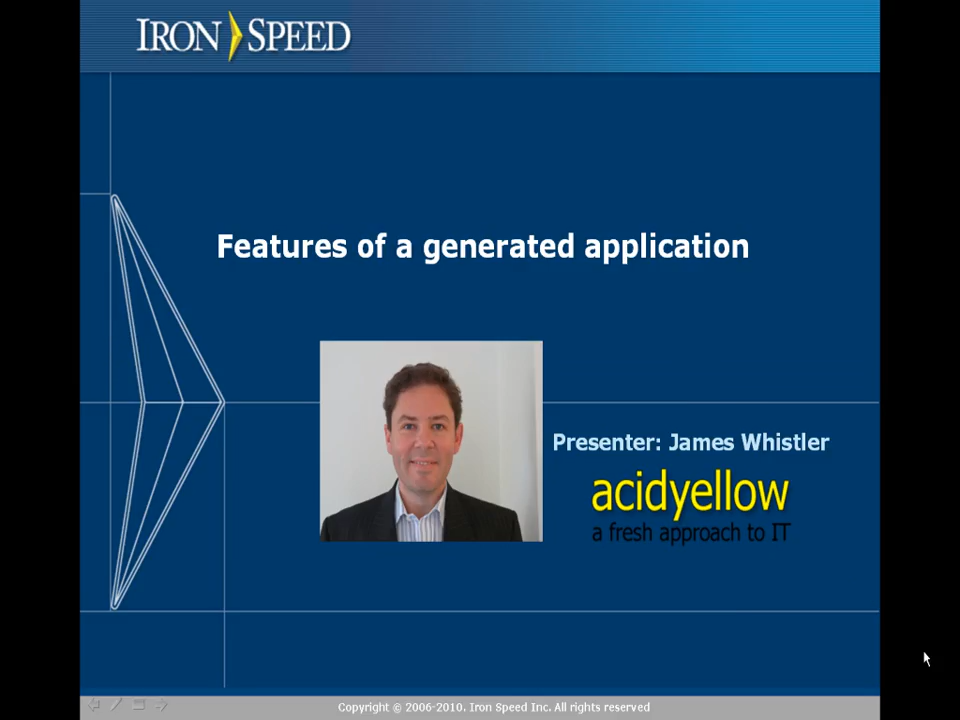 IRON SPEED
Features of a generated application
Presenter: James Whistler
acidyellow
a fresh approach to IT
Copyright © 2006-2010. Iron Speed Inc. All rights reserved